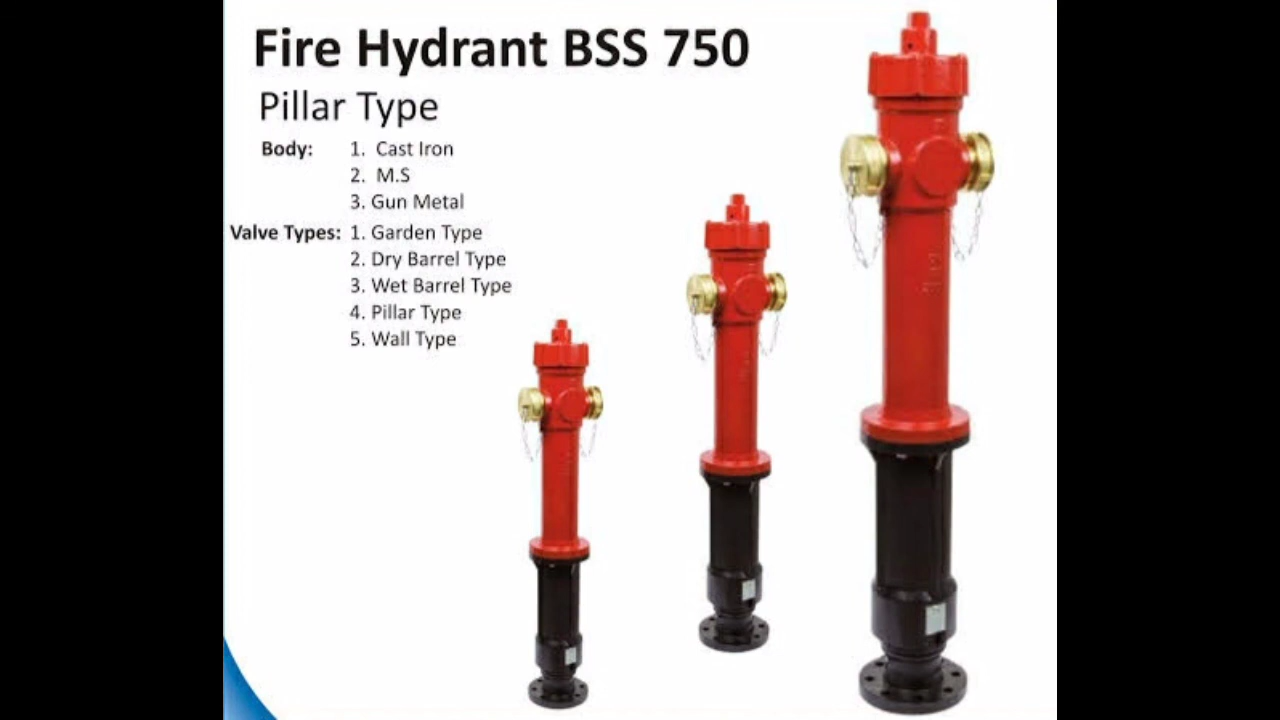 Fire Hydrant BSS 750
Pillar Type
Body: 1. Cast Iron
2. M.S
3. Gun Metal
Valve Types: 1. Garden Type
2. Dry Barrel Type
3. Wet Barrel Type
4. Pillar Type
5. Wall Type